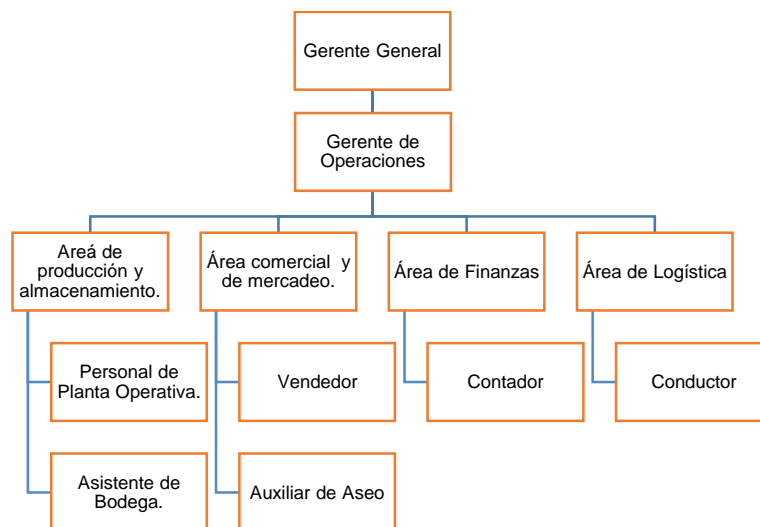 Gerente General
Gerente de
Operaciones
Areá de
producción y
almacenamiento.
Área comercial y
de mercadeo.
Área de Finanzas
Área de Logística
Personal de
Planta Operativa.
Vendedor
Contador
Conductor
Asistente de
Bodega.
Auxiliar de Aseo